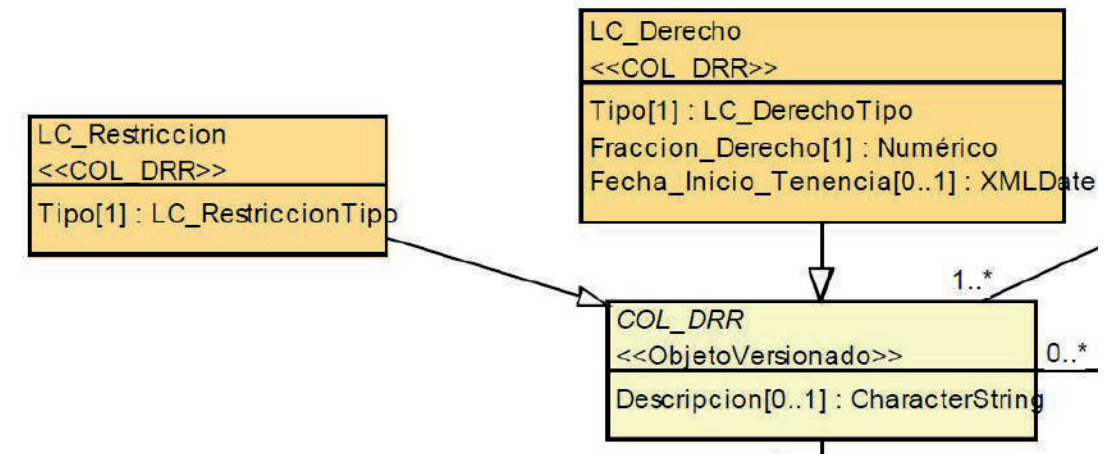 LC_Derecho
<<COL_DRR>>
Tipo[1] : LC_DerechoTipo
Fraccion_Derecho[1] : Numérico
Fecha_Inicio_Tenencia[0..1] : XMLDate
LC_Restriccion
<<COL_DRR>>
Tipo[1] : LC_RestriccionTipo
1..*
COL_DRR
<<ObjetoVersionado>>
0..*
Descripcion[0..1] : CharacterString